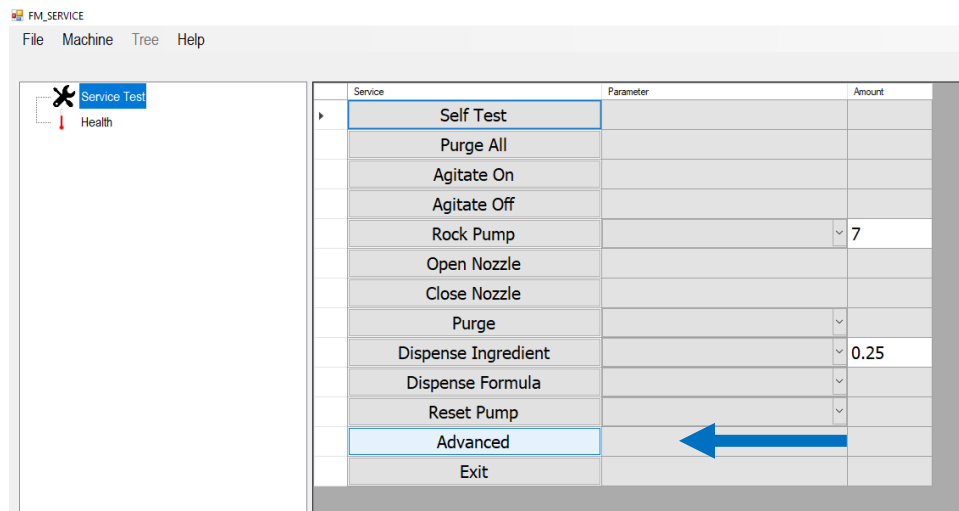 FM_SERVICE
File Machine Tree Help
Service Test
Health
Service Parameter Amount
Self Test
Purge All
Agitate On
Agitate Off
Rock Pump 7
Open Nozzle
Close Nozzle
Purge
Dispense Ingredient 0.25
Dispense Formula
Reset Pump
Advanced
Exit